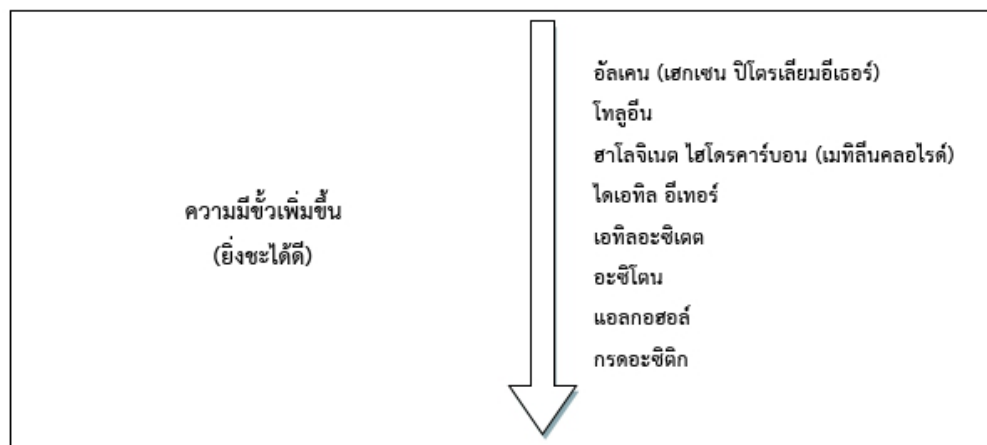 ความมีขั้วเพิ่มขึ้น
(ยิ่งชะได้ดี)
อัลเคน (เฮกเซน ปิโตรเลียมอีเธอร์)
โทลูอีน
ฮาโลจิเนต ไฮโดรคาร์บอน (เมทิลีนคลอไรด์)
ไดเอทิล อีเทอร์
เอทิลอะซิเตต
อะซิโตน
แอลกอฮอล์
กรดอะซิติก